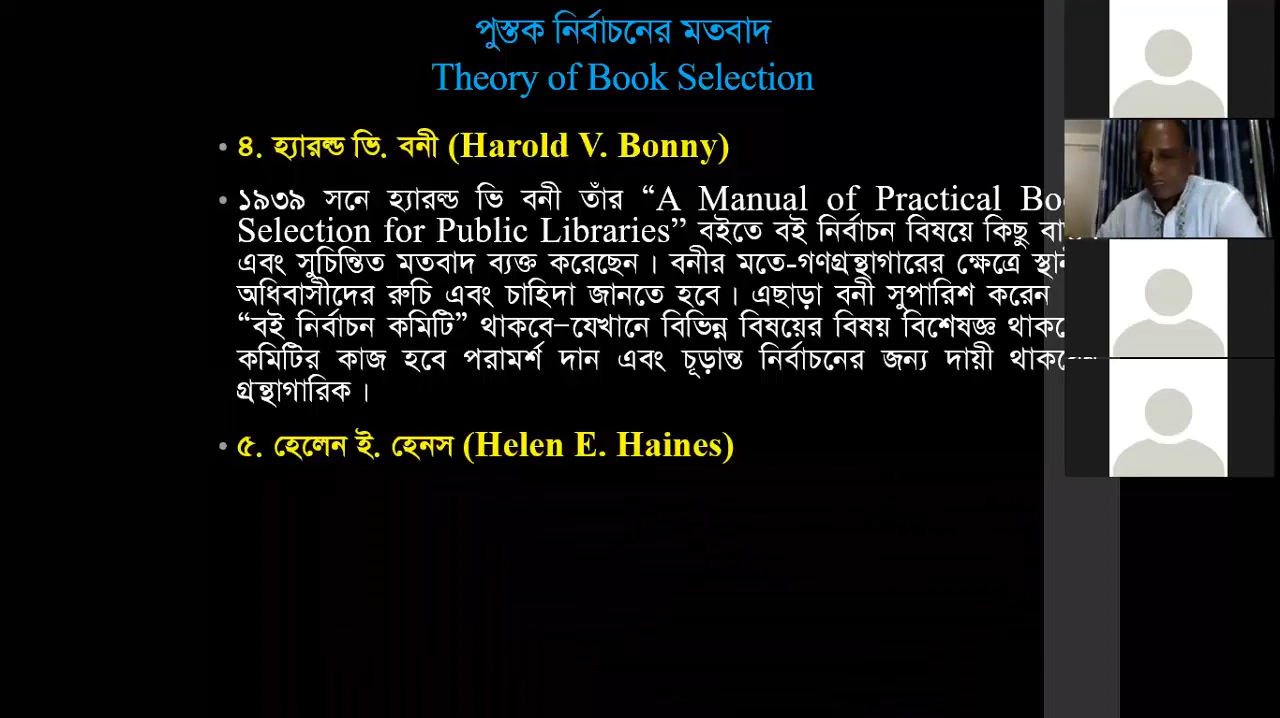 পুস্তক নির্বাচনের মতবাদ
Theory of Book Selection
• ৪. হ্যারল্ড ভি. বনী (Harold V. Bonny)
• ১৯৩৯ সনে হ্যারল্ড ভি বনী তাঁর “A Manual of Practical
Selection for Public Libraries” বইতে বই নির্বাচন বিষয়ে কিছু
এবং সুচিন্তিত মতবাদ ব্যক্ত করেছেন। বনীর মতে-গণগ্রন্থাগারের ক্ষেত্রে
অধিবাসীদের রুচি এবং চাহিদা জানতে হবে। এছাড়া বনী সুপারিশ করেন
“বই নির্বাচন কমিটি” থাকবে–যেখানে বিভিন্ন বিষয়ের বিষয় বিশেষজ্ঞ
কমিটির কাজ হবে পরামর্শ দান এবং চূড়ান্ত নির্বাচনের জন্য দায়ী
গ্রন্থাগারিক।
• ৫. হেলেন ই. হেনস (Helen E. Haines)